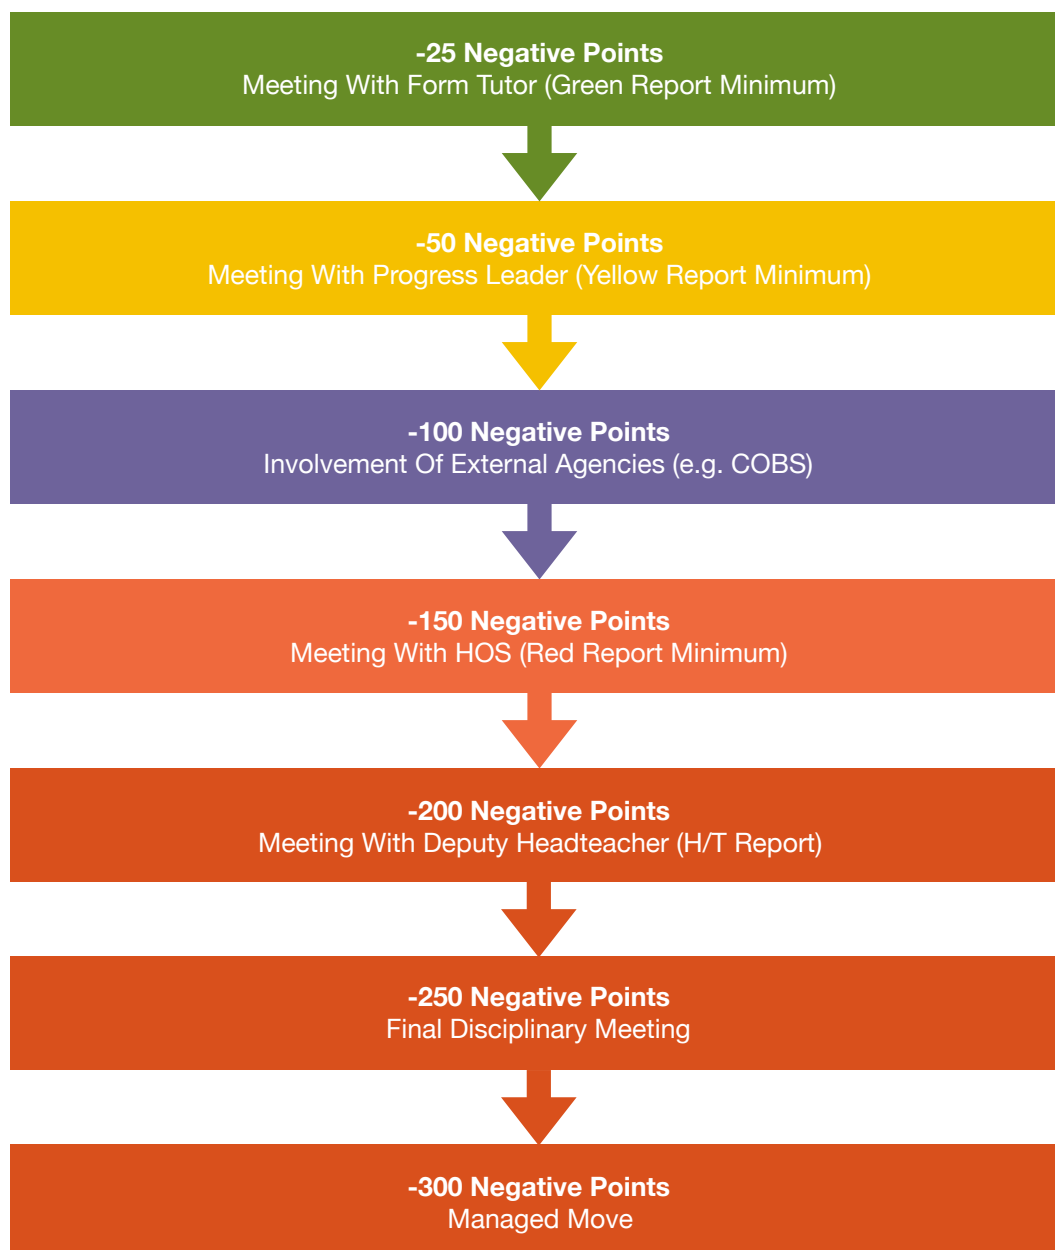 -25 Negative Points
Meeting With Form Tutor (Green Report Minimum)
-50 Negative Points
Meeting With Progress Leader (Yellow Report Minimum)
-100 Negative Points
Involvement Of External Agencies (e.g. COBS)
-150 Negative Points
Meeting With HOS (Red Report Minimum)
-200 Negative Points
Meeting With Deputy Headteacher (H/T Report)
-250 Negative Points
Final Disciplinary Meeting
-300 Negative Points
Managed Move